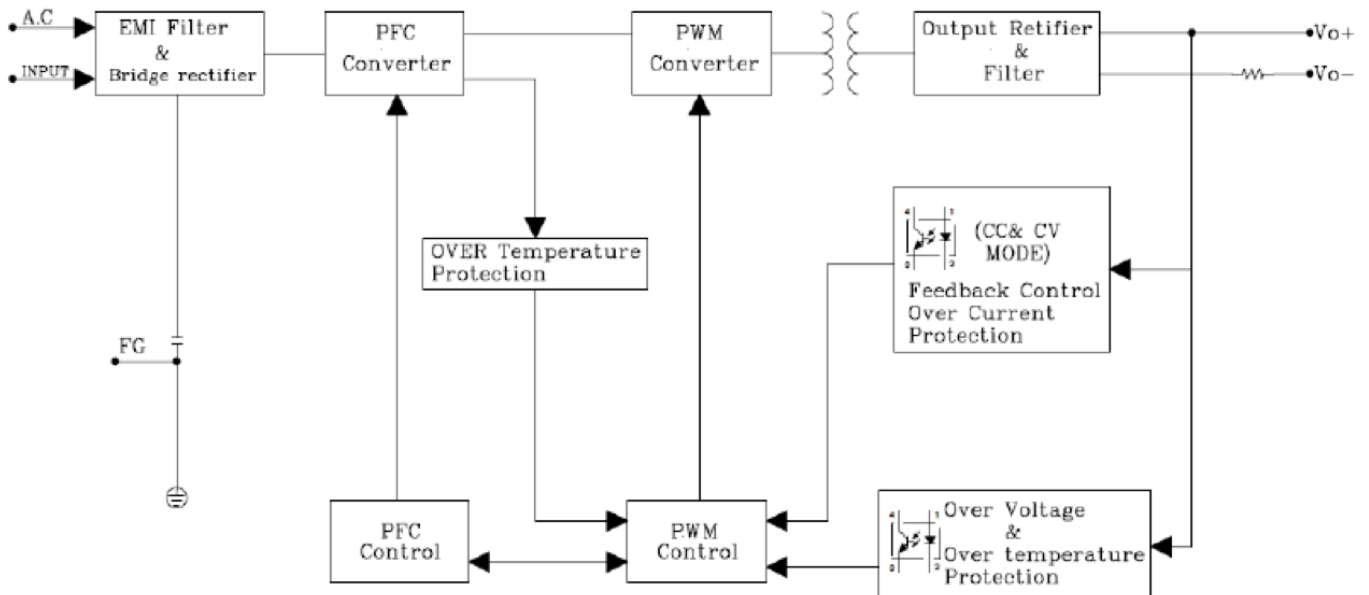 A.C
INPUT
EMI Filter
&
Bridge rectifier
PFC
Converter
PWM
Converter
Output Retifier
&
Filter
Vo+
Vo-
OVER Temperature
Protection
(CC& CV
MODE)
Feedback Control
Over Current
Protection
FG
PFC
Control
PWM
Control
Over Voltage
&
Over temperature
Protection